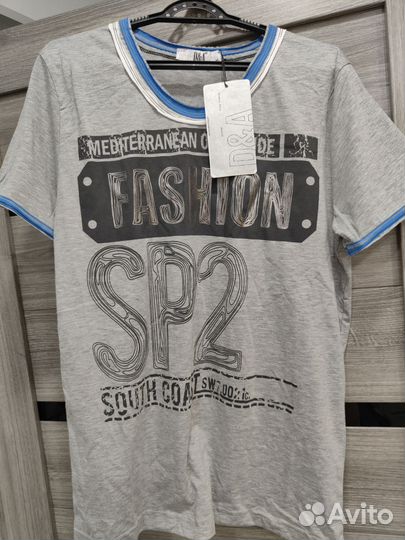 D&A
D&A
MEDITERRANEAN
FASHION
SP2
SOUTH COAST
Avito